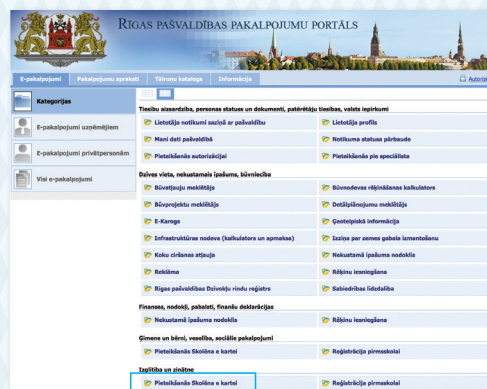 RĪGAS PAŠVALDĪBAS PAKALPOJUMU PORTĀLS
E-pakalpojumi Pakalpojumu apraksti Tālruņu katalogs Informācija
Kategorijas
E-pakalpojumi uzņēmējiem
E-pakalpojumi privātpersonām
Visi e-pakalpojumi
Tiesību aizsardzība, personas statuss un dokumenti, patērētāju tiesības, valsts iepirkumi
Lietotāja notikumi saziņā ar pašvaldību Lietotāja profils
Mani dati pašvaldībā Notikuma statusa pārbaude
Pieteikšanās autorizācijai Pieteikšanās pie speciālista
Dzīves vieta, nekustamais īpašums, būvniecība
Būvatļauju meklētājs Būvnodevas rēķināšanas kalkulators
Būvprojektu meklētājs Detālplānojumu meklētājs
E-Karogs Ģeotelpiskā informācija
Infrastruktūras nodeva (kalkulators un apmaksa) Izziņa par zemes gabala izmantošanu
Koku ciršanas atļauja Nekustamā īpašuma nodoklis
Reklāma Rēķinu iesniegšana
Rīgas pašvaldības Dzīvokļu rindu reģistrs Sabiedrības līdzdalība
Finanses, nodokļi, pabalsti, finanšu deklarācijas
Nekustamā īpašuma nodoklis Rēķinu iesniegšana
Ģimene un bērni, veselība, sociālie pakalpojumi
Pieteikšanās Skolēna e kartei Reģistrācija pirmsskolai
Izglītība un zinātne
Pieteikšanās Skolēna e kartei Reģistrācija pirmsskolai